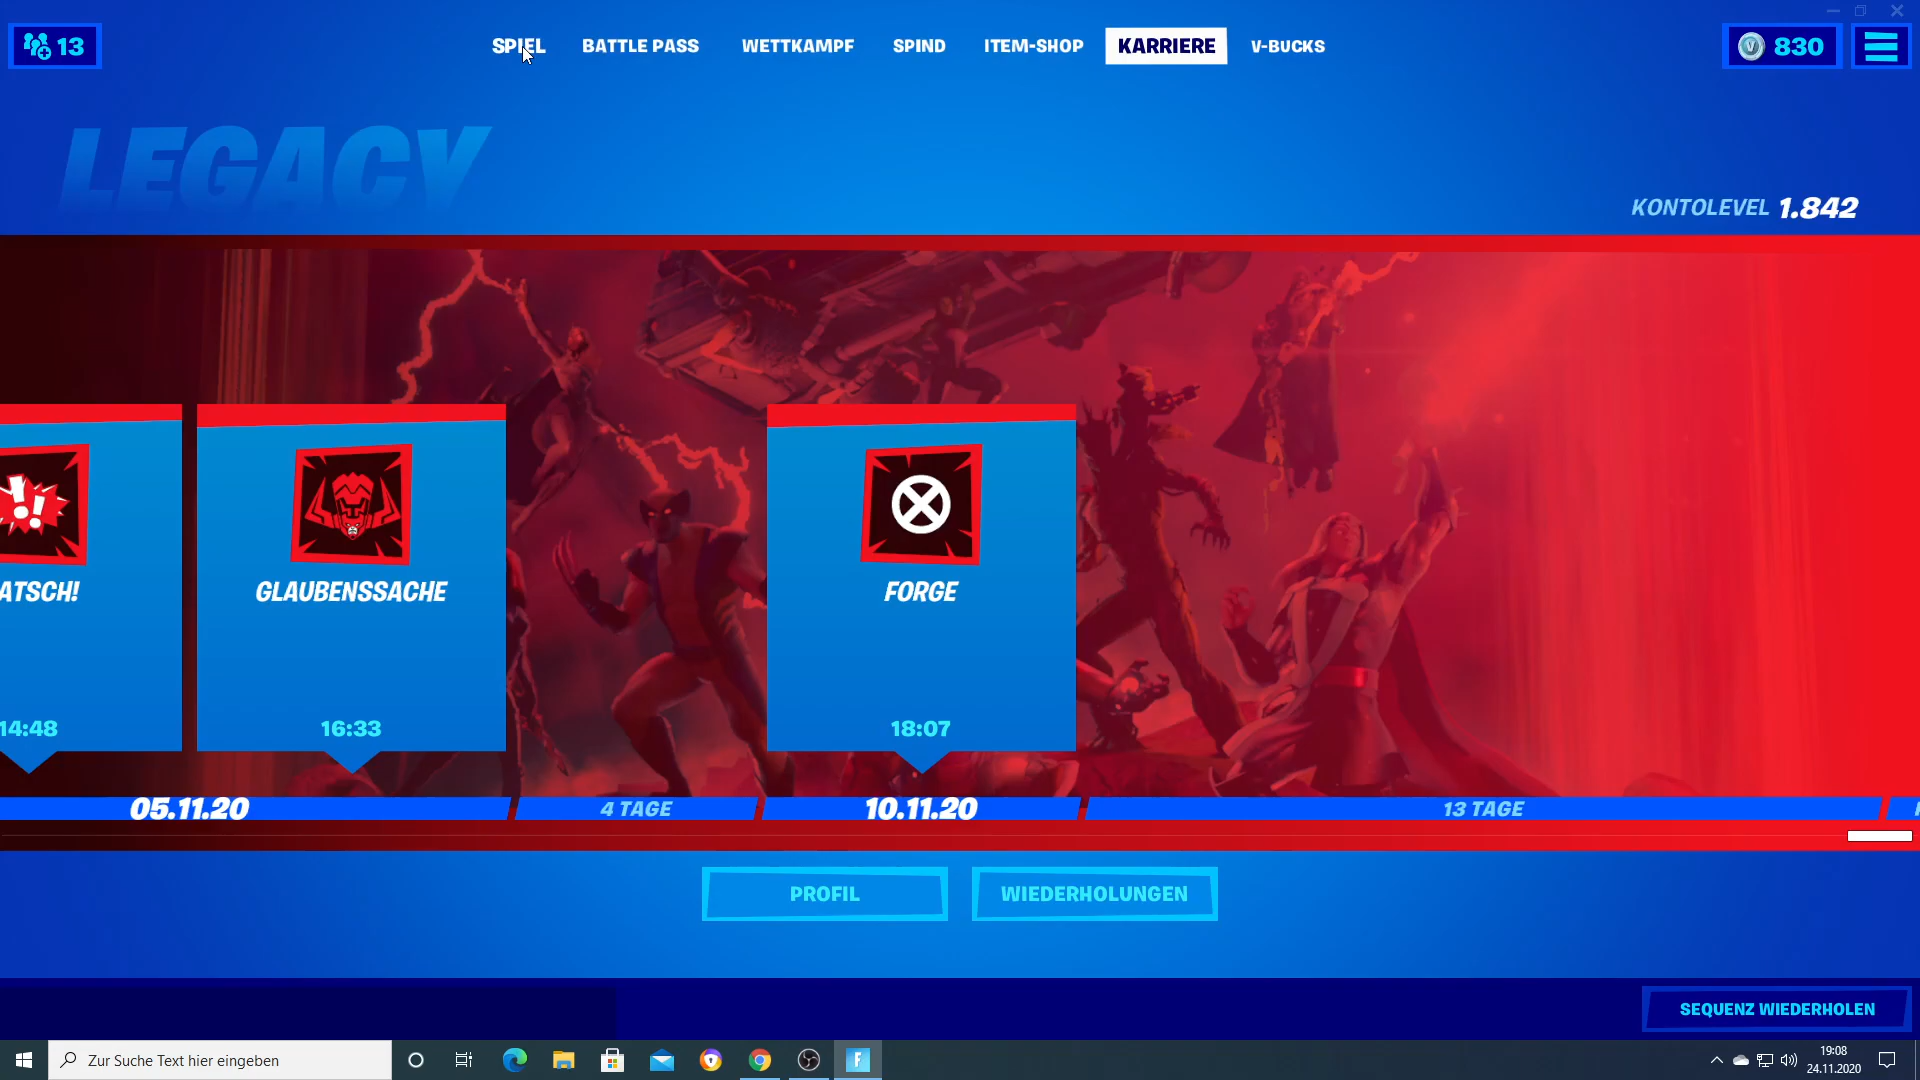 13
SPIEL
BATTLE PASS
WETTKAMPF
SPIND
ITEM-SHOP
KARRIERE
V-BUCKS
830
LEGACY
KONTOLEVEL 1.842
ATSCH!
14:48
GLAUBENSSACHE
16:33
FORGE
18:07
05.11.20
4 TAGE
10.11.20
13 TAGE
PROFIL
WIEDERHOLUNGEN
SEQUENZ WIEDERHOLEN
Zur Suche Text hier eingeben
19:08
24.11.2020